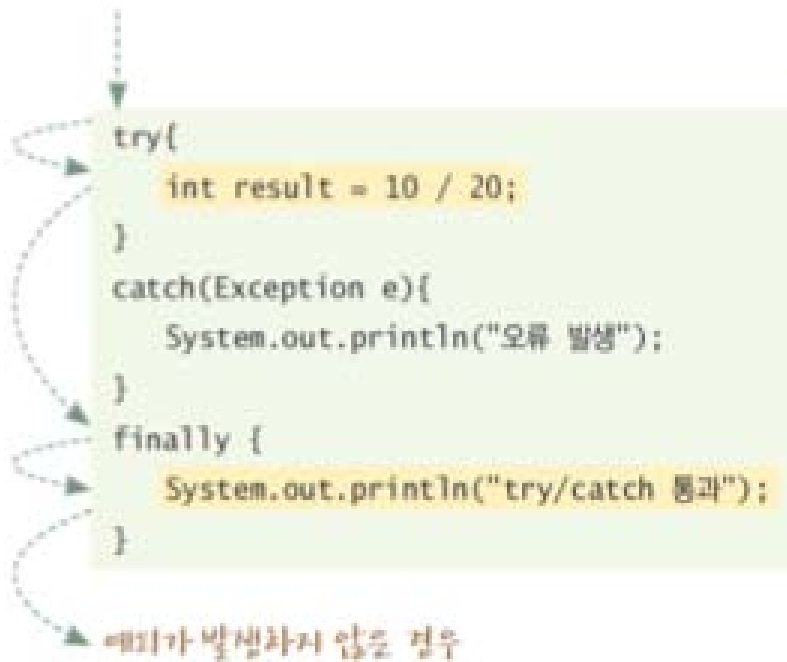 try{
int result = 10 / 20;
}
catch(Exception e){
System.out.println("오류 발생");
}
finally {
System.out.println("try/catch 통과");
}
예외가 발생하지 않은 경우